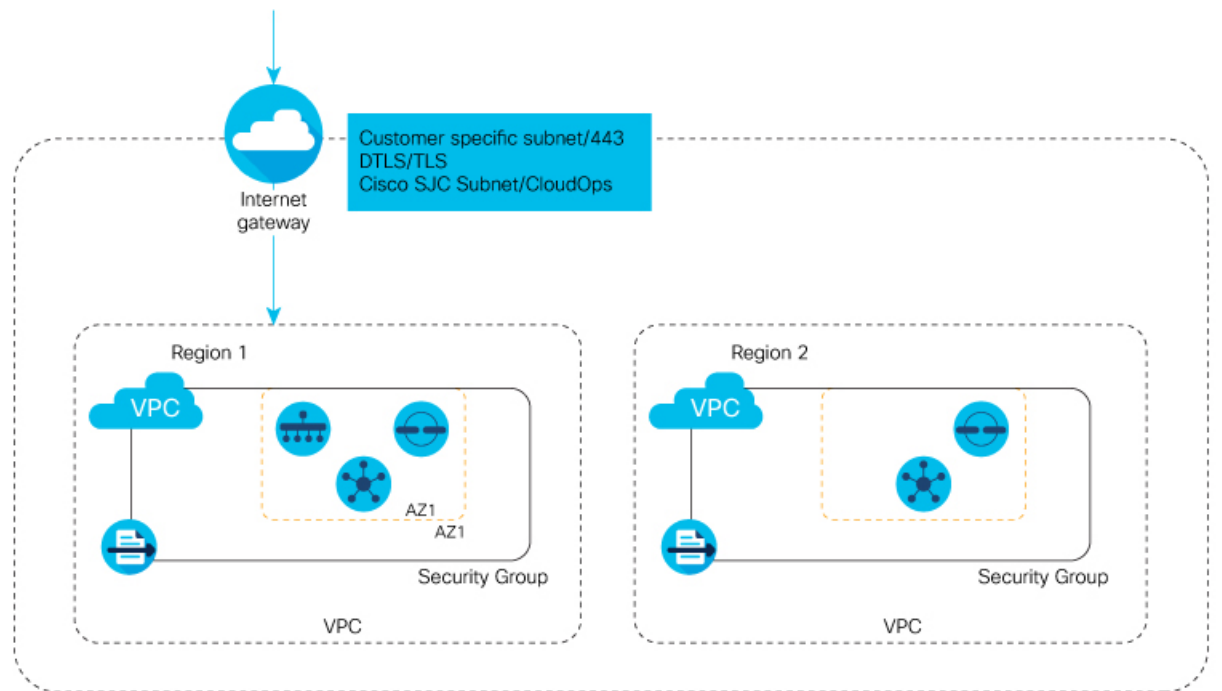 Customer specific subnet/443
DTLS/TLS
Cisco SJC Subnet/CloudOps
Internet
gateway
Region 1
VPC
AZ1
AZ1
Security Group
VPC
Region 2
VPC
Security Group
VPC